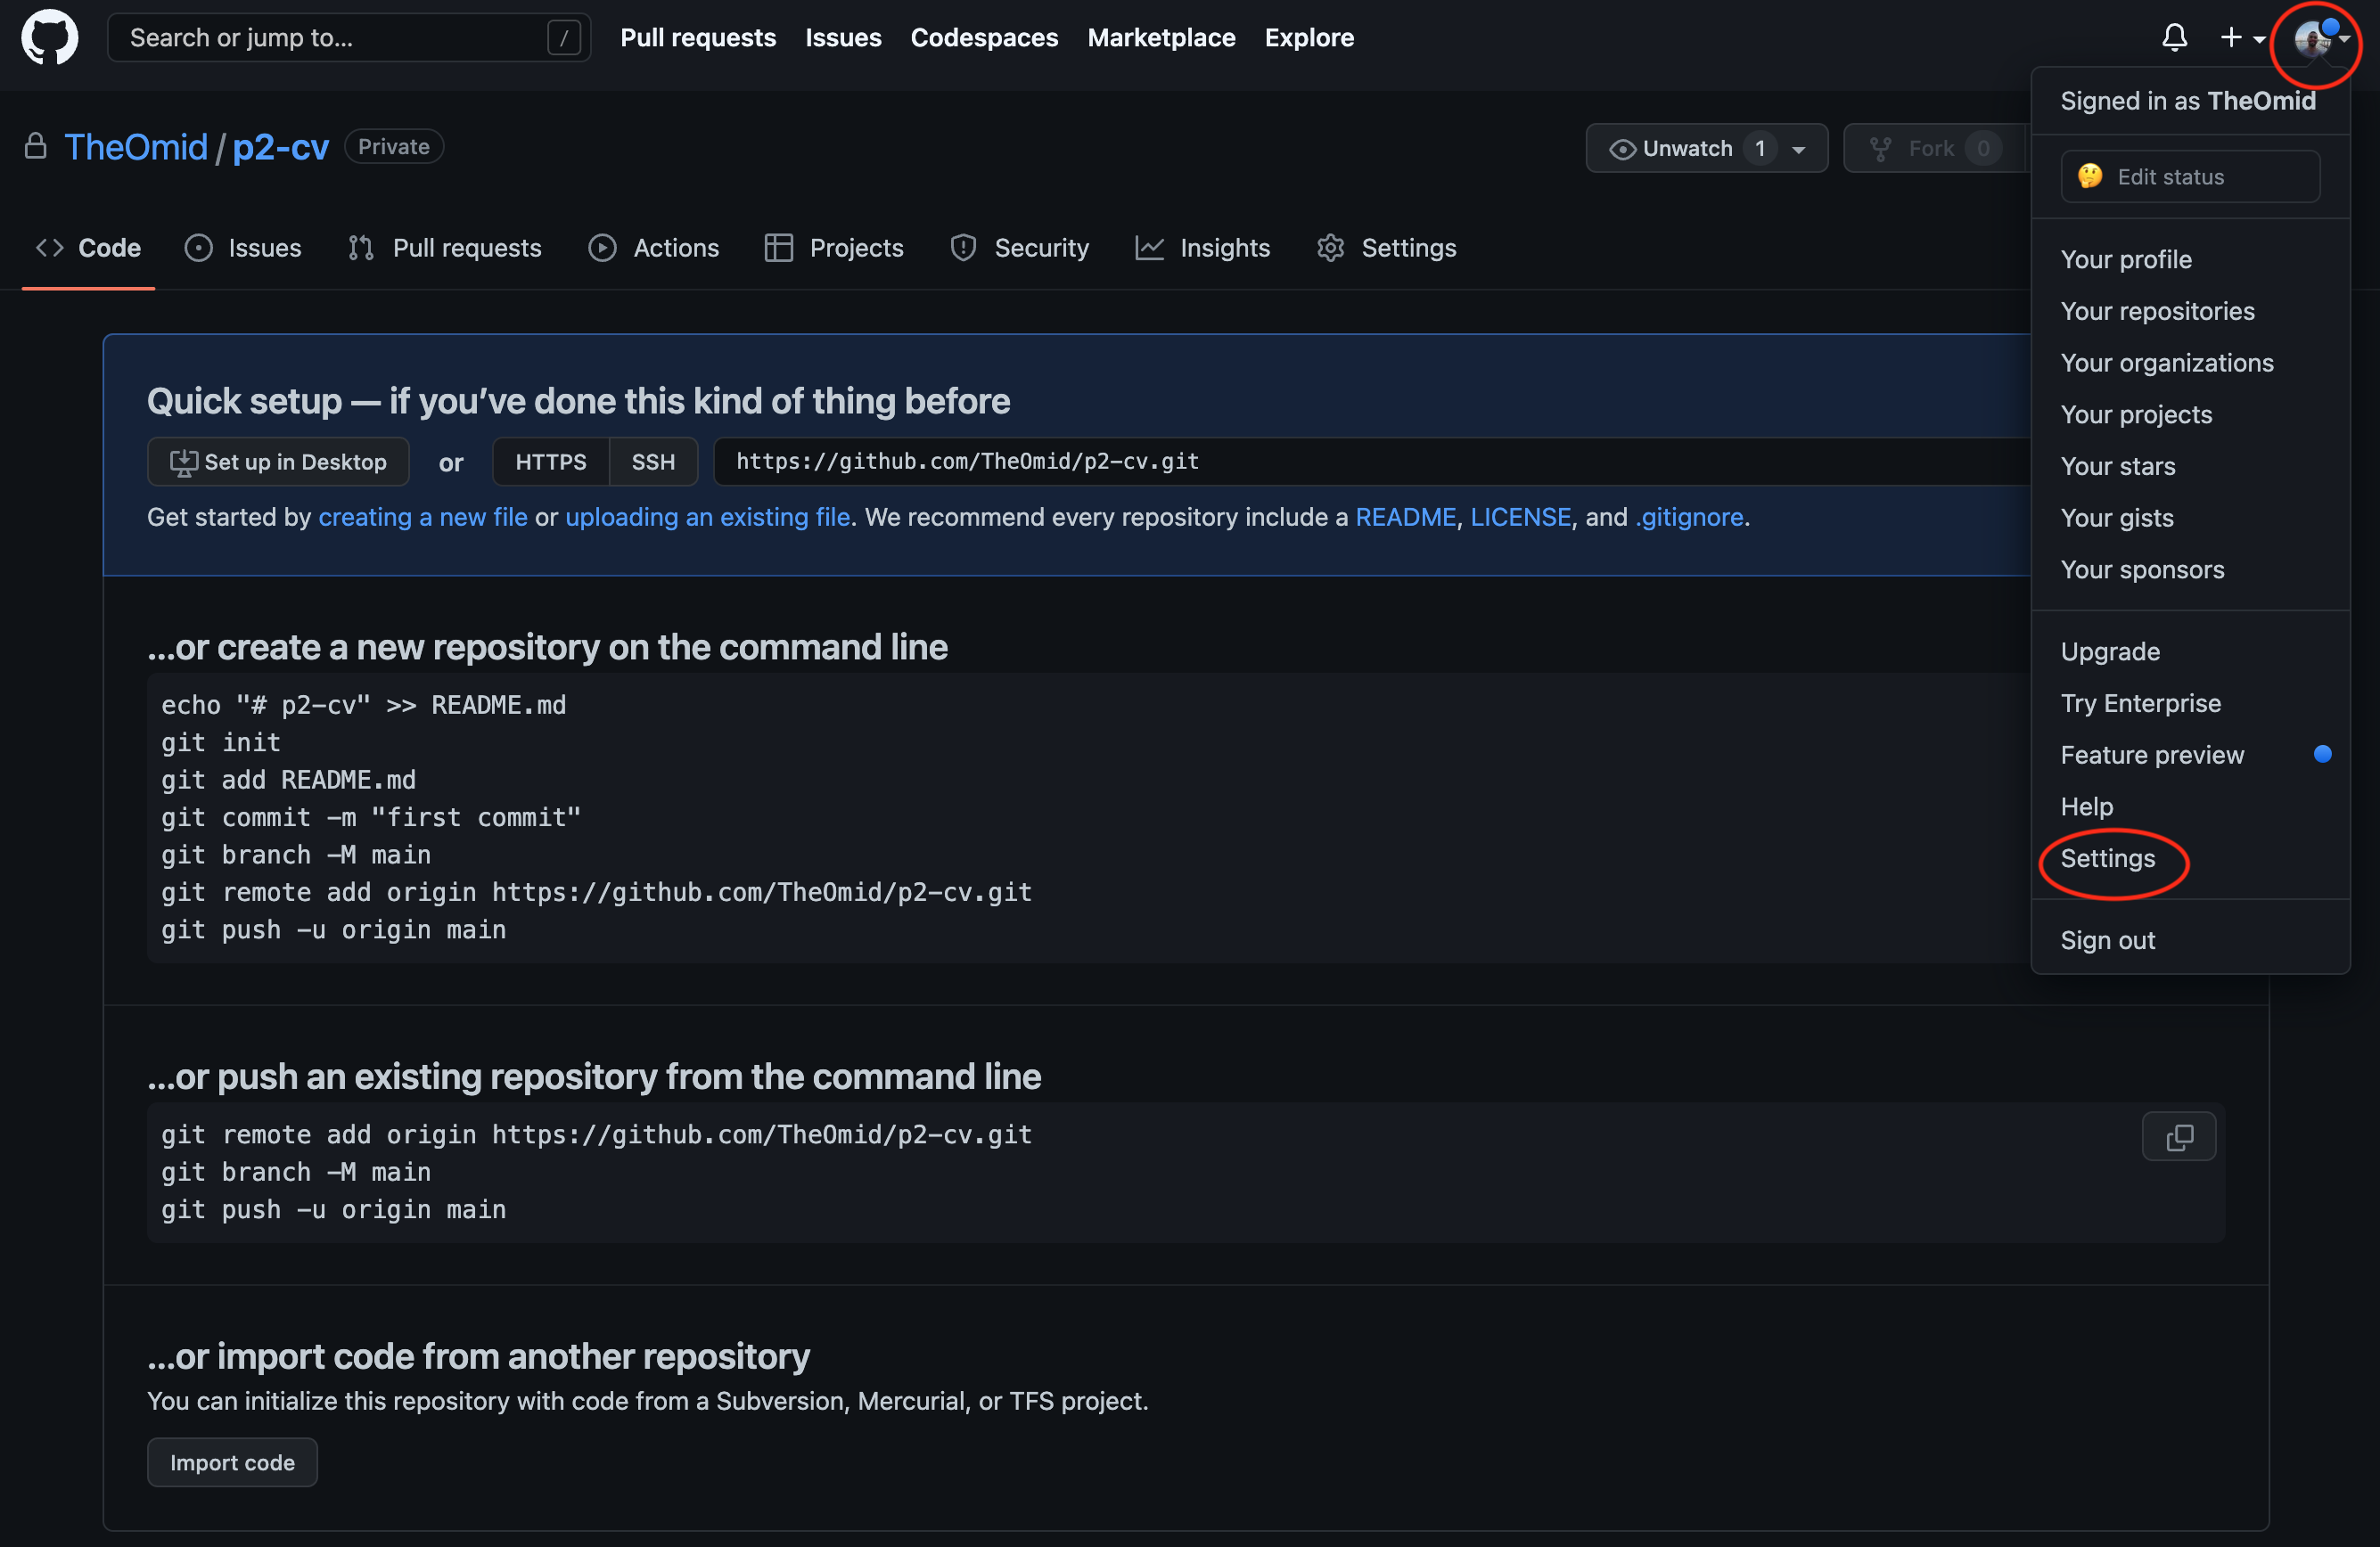 Search or jump to... /
Pull requests Issues Codespaces Marketplace Explore
Signed in as TheOmid
TheOmid / p2-cv Private
Unwatch 1
Fork 0
🤔 Edit status
Code Issues Pull requests Actions Projects Security Insights Settings
Your profile
Your repositories
Your organizations
Your projects
Your stars
Your gists
Your sponsors
Upgrade
Try Enterprise
Feature preview
Help
Settings
Sign out
Quick setup — if you’ve done this kind of thing before
Set up in Desktop or HTTPS SSH https://github.com/TheOmid/p2-cv.git
Get started by creating a new file or uploading an existing file. We recommend every repository include a README, LICENSE, and .gitignore.
...or create a new repository on the command line
echo "# p2-cv" >> README.md
git init
git add README.md
git commit -m "first commit"
git branch -M main
git remote add origin https://github.com/TheOmid/p2-cv.git
git push -u origin main
...or push an existing repository from the command line
git remote add origin https://github.com/TheOmid/p2-cv.git
git branch -M main
git push -u origin main
...or import code from another repository
You can initialize this repository with code from a Subversion, Mercurial, or TFS project.
Import code